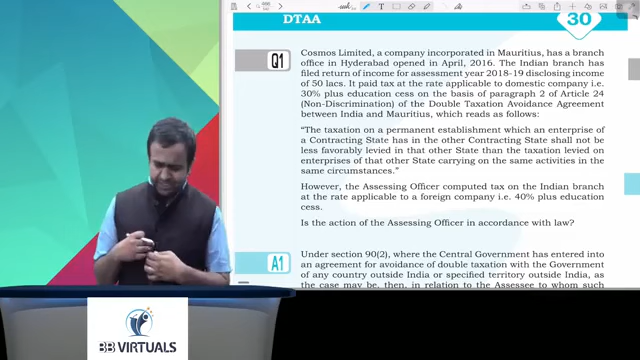 DTAA
30
Q1
Cosmos Limited, a company incorporated in Mauritius, has a branch
office in Hyderabad opened in April, 2016. The Indian branch has
filed return of income for assessment year 2018-19 disclosing income
of 50 lacs. It paid tax at the rate applicable to domestic company i.e.
30% plus education cess on the basis of paragraph 2 of Article 24
(Non-Discrimination) of the Double Taxation Avoidance Agreement
between India and Mauritius, which reads as follows:
“The taxation on a permanent establishment which an enterprise of
a Contracting State has in the other Contracting State shall not be
less favorably levied in that other State than the taxation levied on
enterprises of that other State carrying on the same activities in the
same circumstances.”
However, the Assessing Officer computed tax on the Indian branch
at the rate applicable to a foreign company i.e. 40% plus education
cess.
Is the action of the Assessing Officer in accordance with law?
A1
Under section 90(2), where the Central Government has entered into
an agreement for avoidance of double taxation with the Government
of any country outside India or specified territory outside India, as
the case may be, then, in relation to the Assessee to whom such
BB VIRTUALS